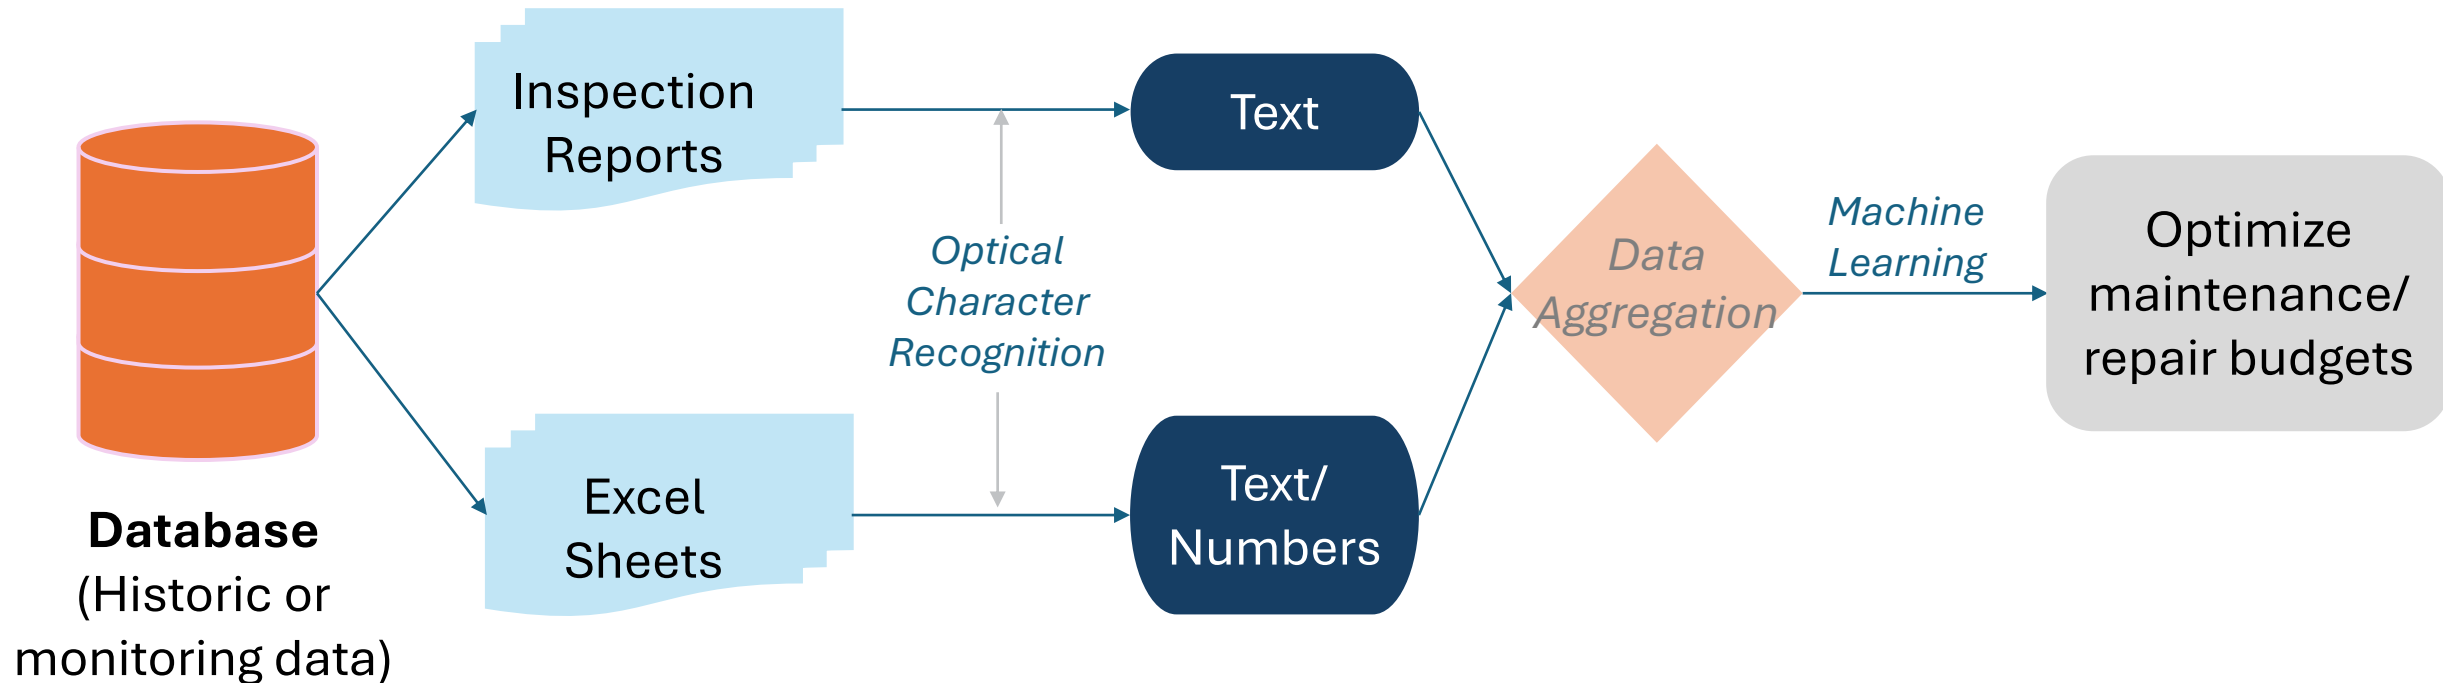 Inspection
Reports
Text
Optical
Character
Recognition
Data
Aggregation
Machine
Learning
Optimize
maintenance/
repair budgets
Excel
Sheets
Text/
Numbers
Database
(Historic or
monitoring data)